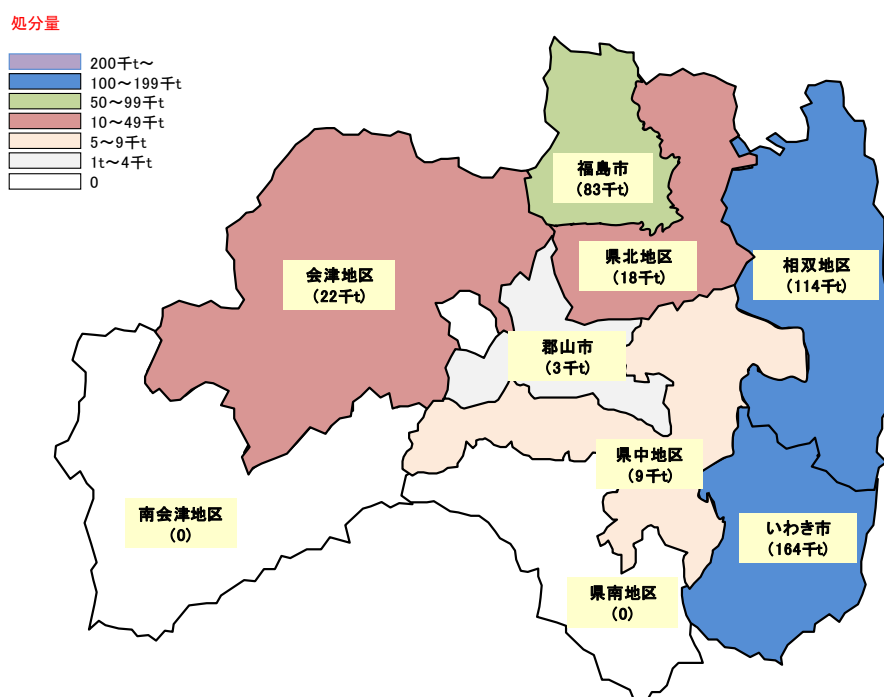 処分量
200千t～
100～199千t
50～99千t
10～49千t
5～9千t
1t～4千t
0
福島市
(83千t)
県北地区
(18千t)
会津地区
(22千t)
相双地区
(114千t)
郡山市
(3千t)
県中地区
(9千t)
南会津地区
(0)
いわき市
(164千t)
県南地区
(0)